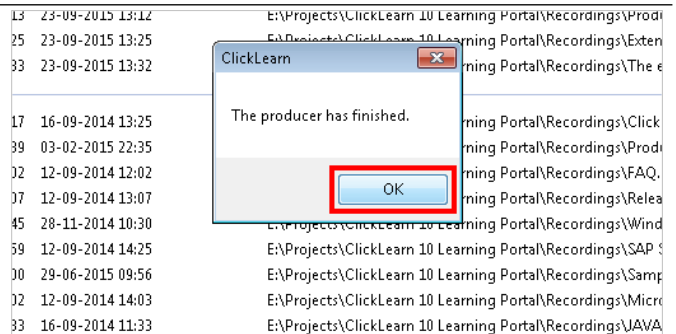 13 23-09-2015 13:12 E:\Projects\ClickLearn 10 Learning Portal\Recordings\Produ
25 23-09-2015 13:25 E:\Projects\ClickLearn 10 Learning Portal\Recordings\Exten
ClickLearn
33 23-09-2015 13:32 rning Portal\Recordings\The e
The producer has finished.
17 16-09-2014 13:25 rning Portal\Recordings\Click
39 03-02-2015 22:35 rning Portal\Recordings\Produ
02 12-09-2014 12:02 rning Portal\Recordings\FAQ.
OK
07 12-09-2014 13:07 rning Portal\Recordings\Relea
45 28-11-2014 10:30 E:\Projects\ClickLearn 10 Learning Portal\Recordings\Wind
59 12-09-2014 14:25 E:\Projects\ClickLearn 10 Learning Portal\Recordings\SAP S
00 29-06-2015 09:56 E:\Projects\ClickLearn 10 Learning Portal\Recordings\Samp
02 12-09-2014 14:03 E:\Projects\ClickLearn 10 Learning Portal\Recordings\Micro
33 16-09-2014 11:33 E:\Projects\ClickLearn 10 Learning Portal\Recordings\JAVA